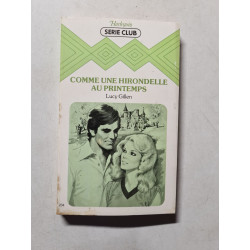 Harlequin
SERIE CLUB
COMME UNE HIRONDELLE
AU PRINTEMPS
Lucy Gillen